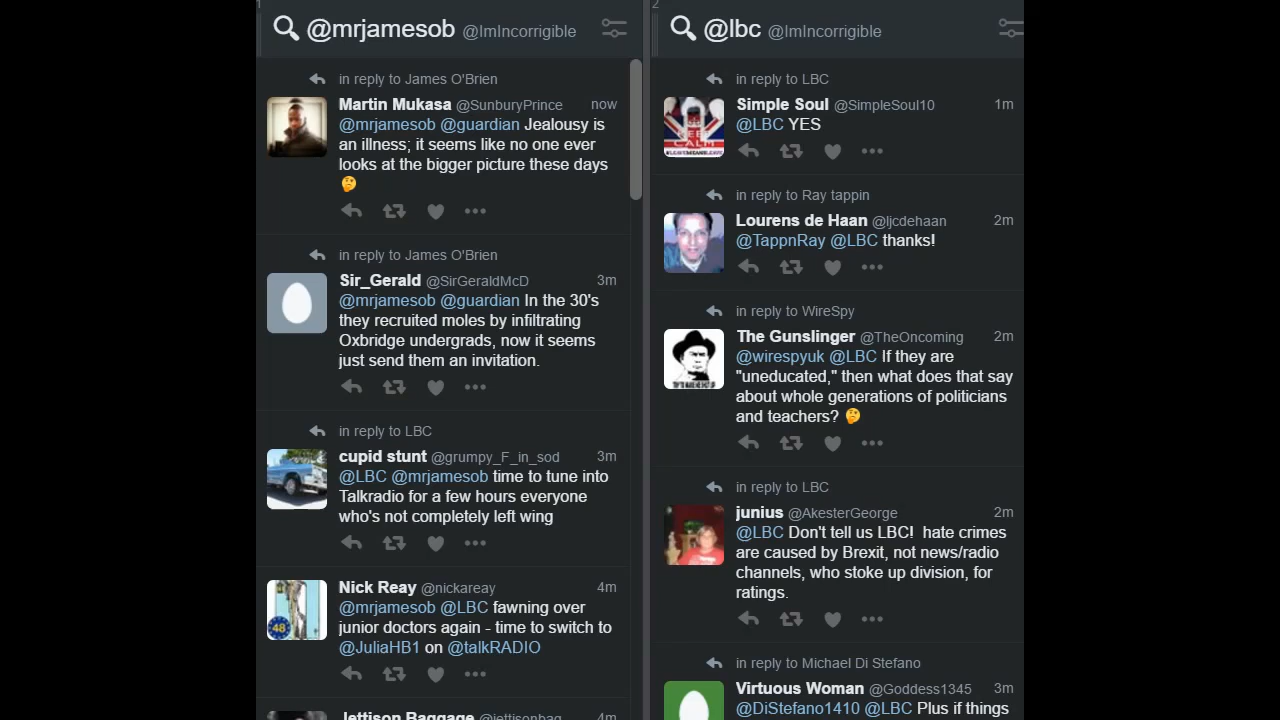 1
@mrjamesob @ImIncorrigible
in reply to James O'Brien
Martin Mukasa @SunburyPrince now
@mrjamesob @guardian Jealousy is
an illness; it seems like no one ever
looks at the bigger picture these days
🤔
in reply to James O'Brien
Sir_Gerald @SirGeraldMcD 3m
@mrjamesob @guardian In the 30's
they recruited moles by infiltrating
Oxbridge undergrads, now it seems
just send them an invitation.
in reply to LBC
cupid stunt @grumpy_F_in_sod 3m
@LBC @mrjamesob time to tune into
Talkradio for a few hours everyone
who's not completely left wing
Nick Reay @nickareay 4m
48
@mrjamesob @LBC fawning over
junior doctors again - time to switch to
@JuliaHB1 on @talkRADIO
Jettison Baggage @jettisonbag 4m
2
@lbc @ImIncorrigible
in reply to LBC
Simple Soul @SimpleSoul10 1m
CALM
@LBC YES
in reply to Ray tappin
Lourens de Haan @ljcdehaan 2m
@TappnRay @LBC thanks!
in reply to WireSpy
The Gunslinger @TheOncoming 2m
@wirespyuk @LBC If they are
"uneducated," then what does that say
about whole generations of politicians
and teachers? 🤔
in reply to LBC
junius @AkesterGeorge 2m
@LBC Don't tell us LBC! hate crimes
are caused by Brexit, not news/radio
channels, who stoke up division, for
ratings.
in reply to Michael Di Stefano
Virtuous Woman @Goddess1345 3m
@DiStefano1410 @LBC Plus if things